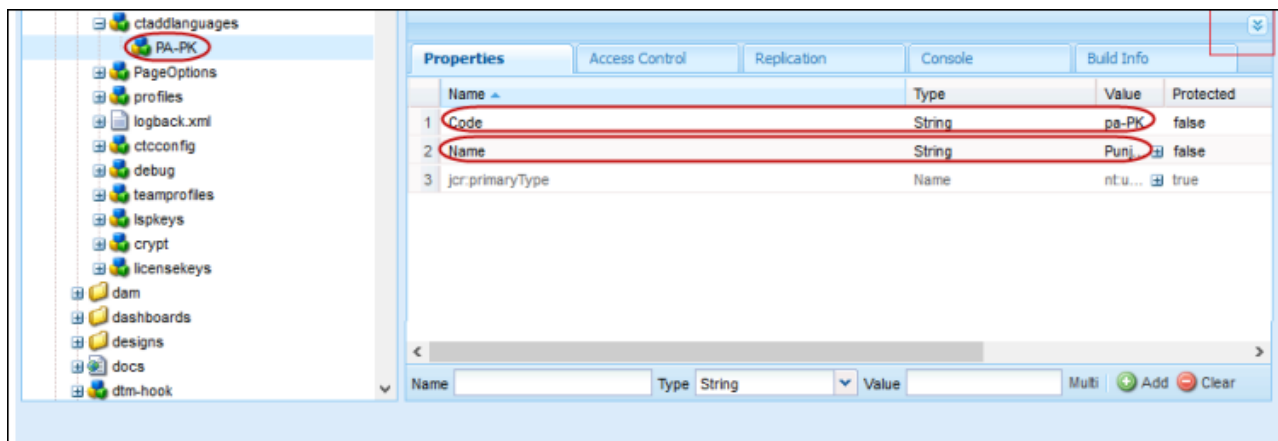 ctaddlanguages
PA-PK
PageOptions
profiles
logback.xml
ctcconfig
debug
teamprofiles
lspkeys
crypt
licensekeys
dam
dashboards
designs
docs
dtm-hook
Properties Access Control Replication Console Build Info
Name Type Value Protected
1 Code String pa-PK false
2 Name String Punj... false
3 jcr:primaryType Name nt:u... true
Name Type String Value Multi Add Clear